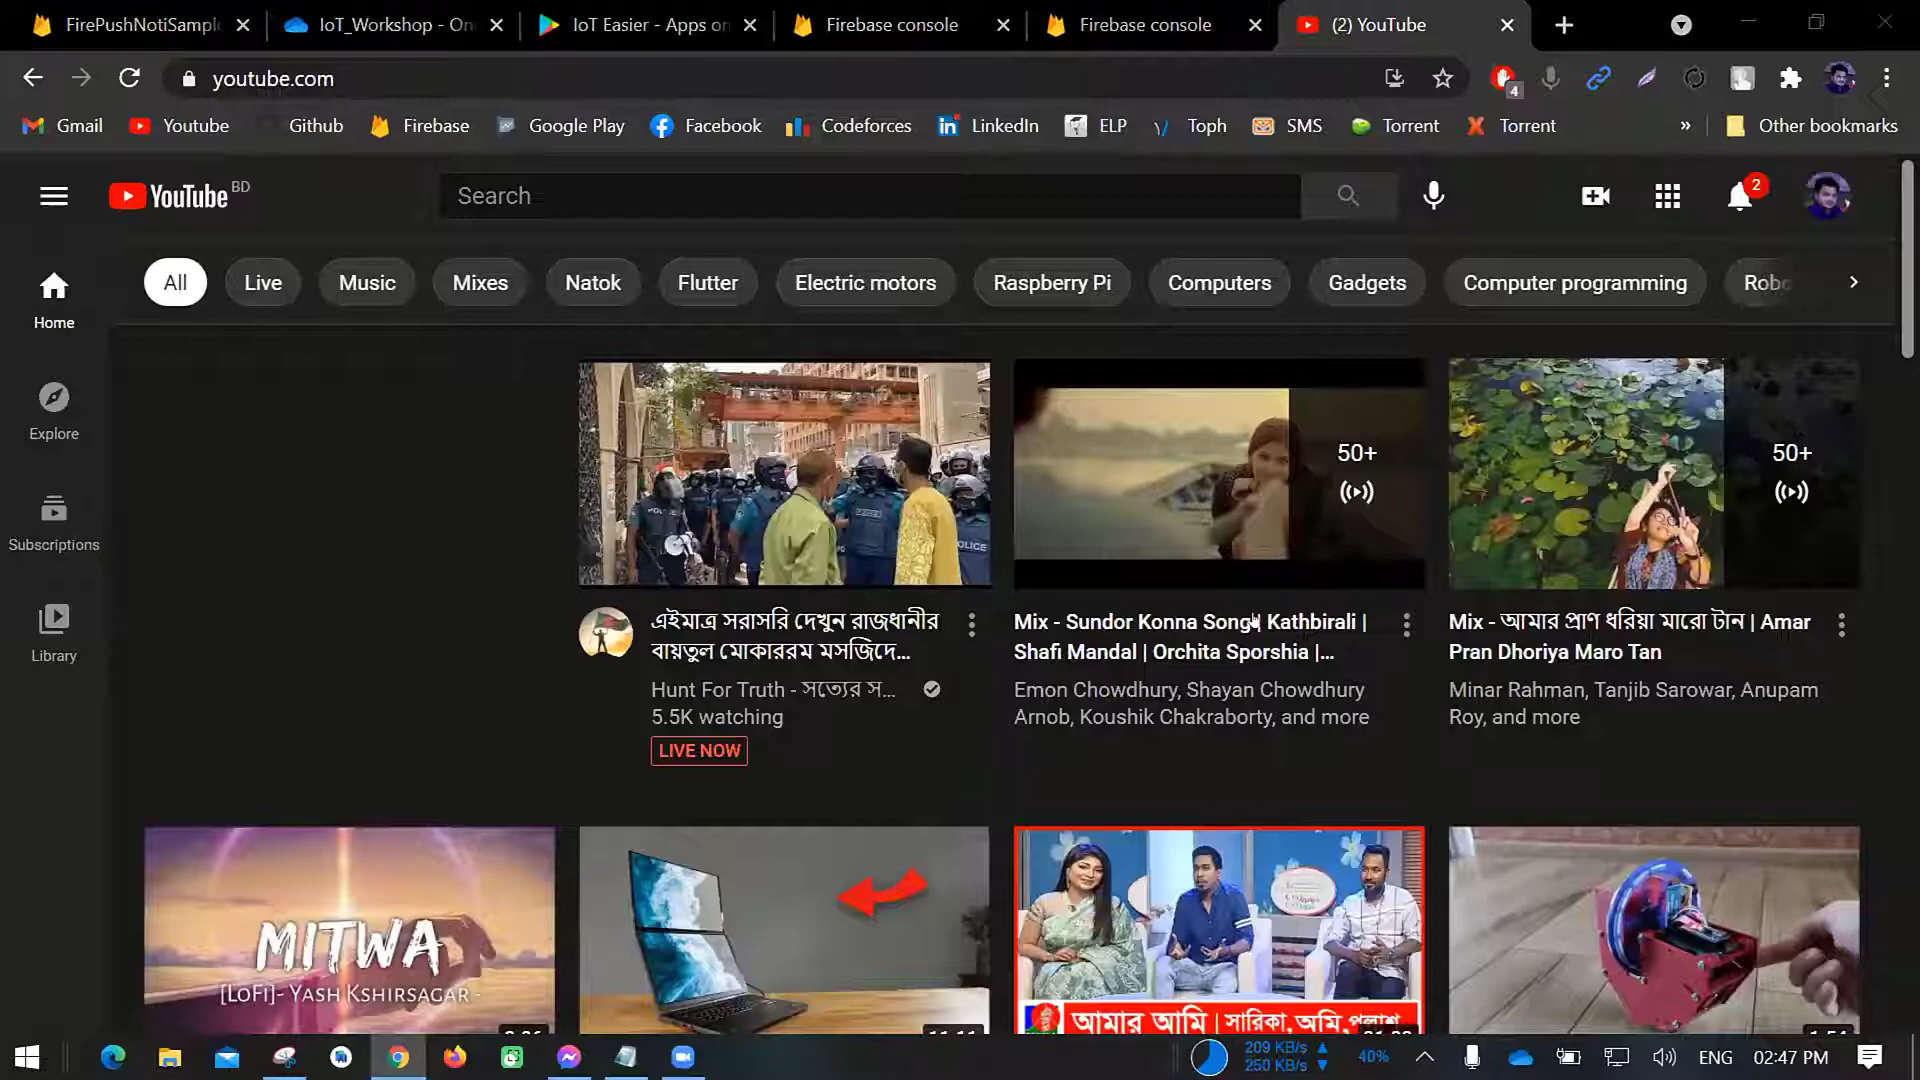 FirePushNotiSampl
IoT_Workshop - On
IoT Easier - Apps on
Firebase console
Firebase console
(2) YouTube
youtube.com
4
Gmail
Youtube
Github
Firebase
Google Play
Facebook
Codeforces
LinkedIn
ELP
Toph
SMS
Torrent
Torrent
»
Other bookmarks
YouTube BD
Search
2
All
Live
Music
Mixes
Natok
Flutter
Electric motors
Raspberry Pi
Computers
Gadgets
Computer programming
Robo
Home
Explore
Subscriptions
Library
POLICE
POLICE
50+
50+
এইমাত্র সরাসরি দেখুন রাজধানীর
বায়তুল মোকাররম মসজিদে...
Hunt For Truth - সত্যের স...
5.5K watching
LIVE NOW
Mix - Sundor Konna Song | Kathbirali |
Shafi Mandal | Orchita Sporshia |...
Emon Chowdhury, Shayan Chowdhury
Arnob, Koushik Chakraborty, and more
Mix - আমার প্রাণ ধরিয়া মারো টান | Amar
Pran Dhoriya Maro Tan
Minar Rahman, Tanjib Sarowar, Anupam
Roy, and more
MITWA
[LoFi]- Yash Kshirsagar-
আমার আমি | সারিকা, অমি, পলাশ
209 KB/s
250 KB/s
40%
ENG
02:47 PM